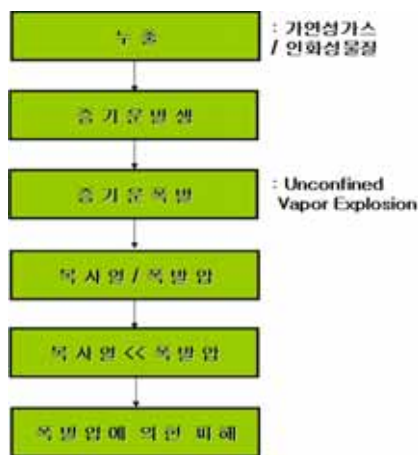 누 출
: 가연성가스
/ 인화성물질
증 기 운 발 생
증 기 운 폭 발
: Unconfined
Vapor Explosion
복 사 열 / 폭 발 압
복 사 열 << 폭 발 압
폭 발 압 에 의 한 피 해